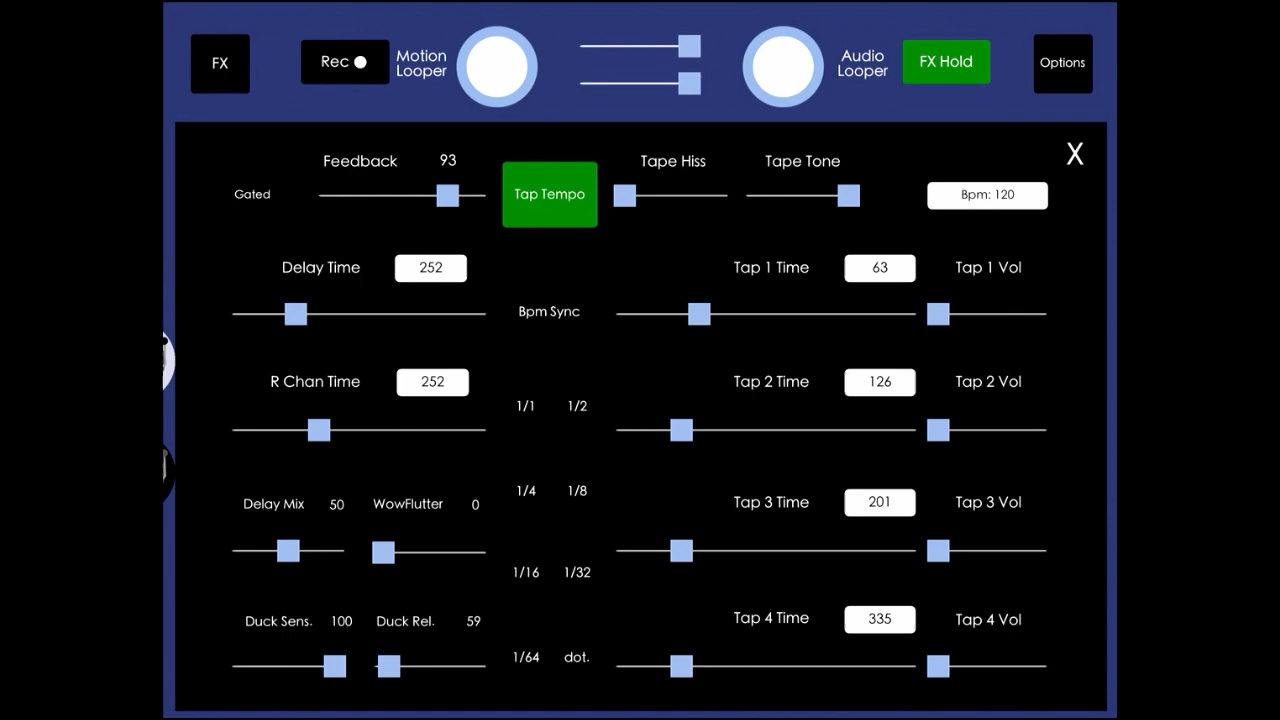 FX
Rec
Motion
Looper
Audio
Looper
FX Hold
Options
Feedback 93
Tape Hiss
Tape Tone
X
Gated
Tap Tempo
Bpm: 120
Delay Time 252
Tap 1 Time 63
Tap 1 Vol
Bpm Sync
R Chan Time 252
Tap 2 Time 126
Tap 2 Vol
1/1 1/2
1/4 1/8
Delay Mix 50
WowFlutter 0
Tap 3 Time 201
Tap 3 Vol
1/16 1/32
Duck Sens. 100
Duck Rel. 59
Tap 4 Time 335
Tap 4 Vol
1/64 dot.